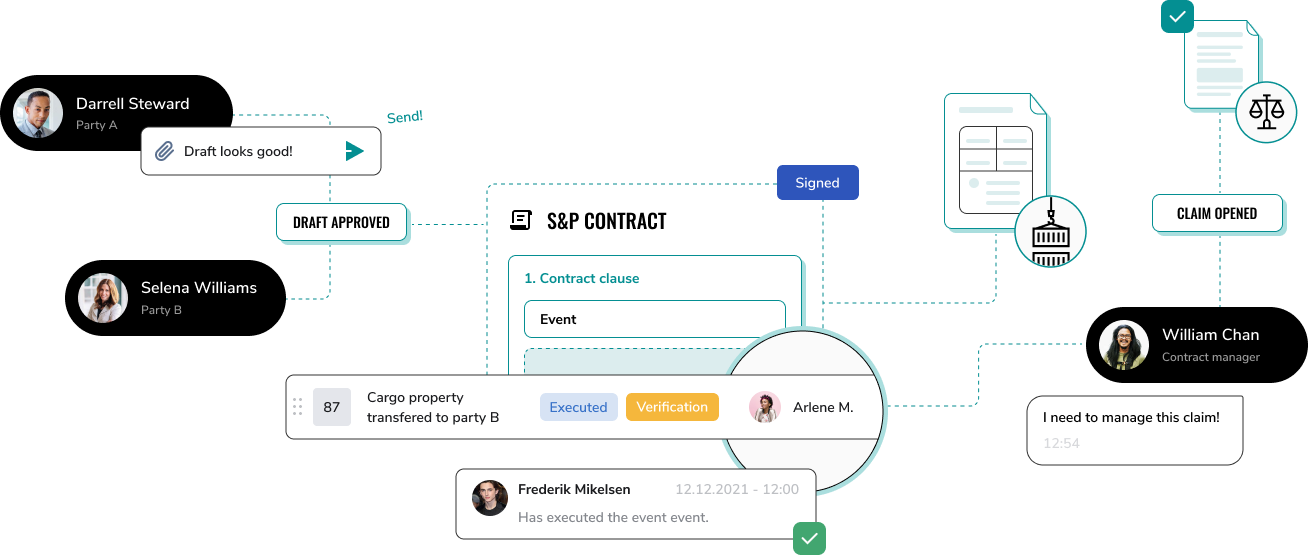 Darrell Steward
Party A
Send!
Draft looks good!
DRAFT APPROVED
Selena Williams
Party B
Signed
S&P CONTRACT
1. Contract clause
Event
87
Cargo property
transfered to party B
Executed
Verification
Arlene M.
Frederik Mikelsen
12.12.2021 - 12:00
Has executed the event event.
CLAIM OPENED
William Chan
Contract manager
I need to manage this claim!
12:54